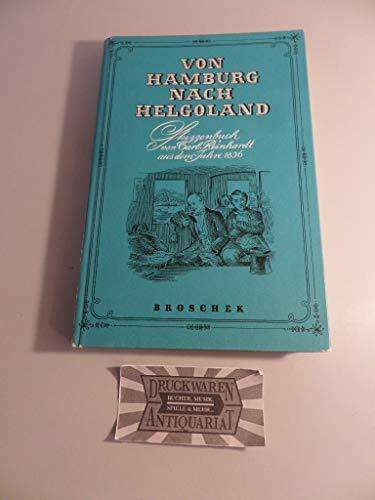 VON
HAMBURG
NACH
HELGOLAND
Skizzenbuch
von Carl Reinhardt
aus dem Jahre 1856
BROSCHEK
DRUCKWAREN
BÜCHER, MUSIK,
SPIELE & MEHR...
ANTIQUARIAT